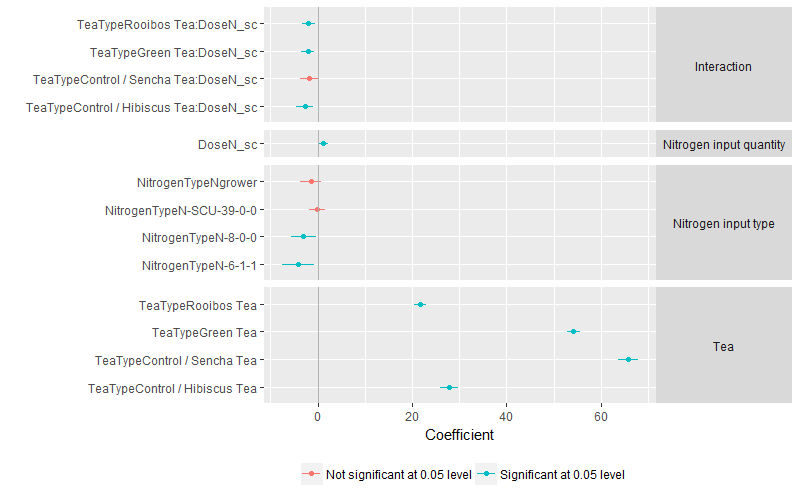 TeaTypeRooibos Tea:DoseN_sc
TeaTypeGreen Tea:DoseN_sc
TeaTypeControl / Sencha Tea:DoseN_sc
TeaTypeControl / Hibiscus Tea:DoseN_sc
Interaction
DoseN_sc
Nitrogen input quantity
NitrogenTypeNgrower
NitrogenTypeN-SCU-39-0-0
NitrogenTypeN-8-0-0
NitrogenTypeN-6-1-1
Nitrogen input type
TeaTypeRooibos Tea
TeaTypeGreen Tea
TeaTypeControl / Sencha Tea
TeaTypeControl / Hibiscus Tea
Tea
0 20 40 60
Coefficient
Not significant at 0.05 level Significant at 0.05 level